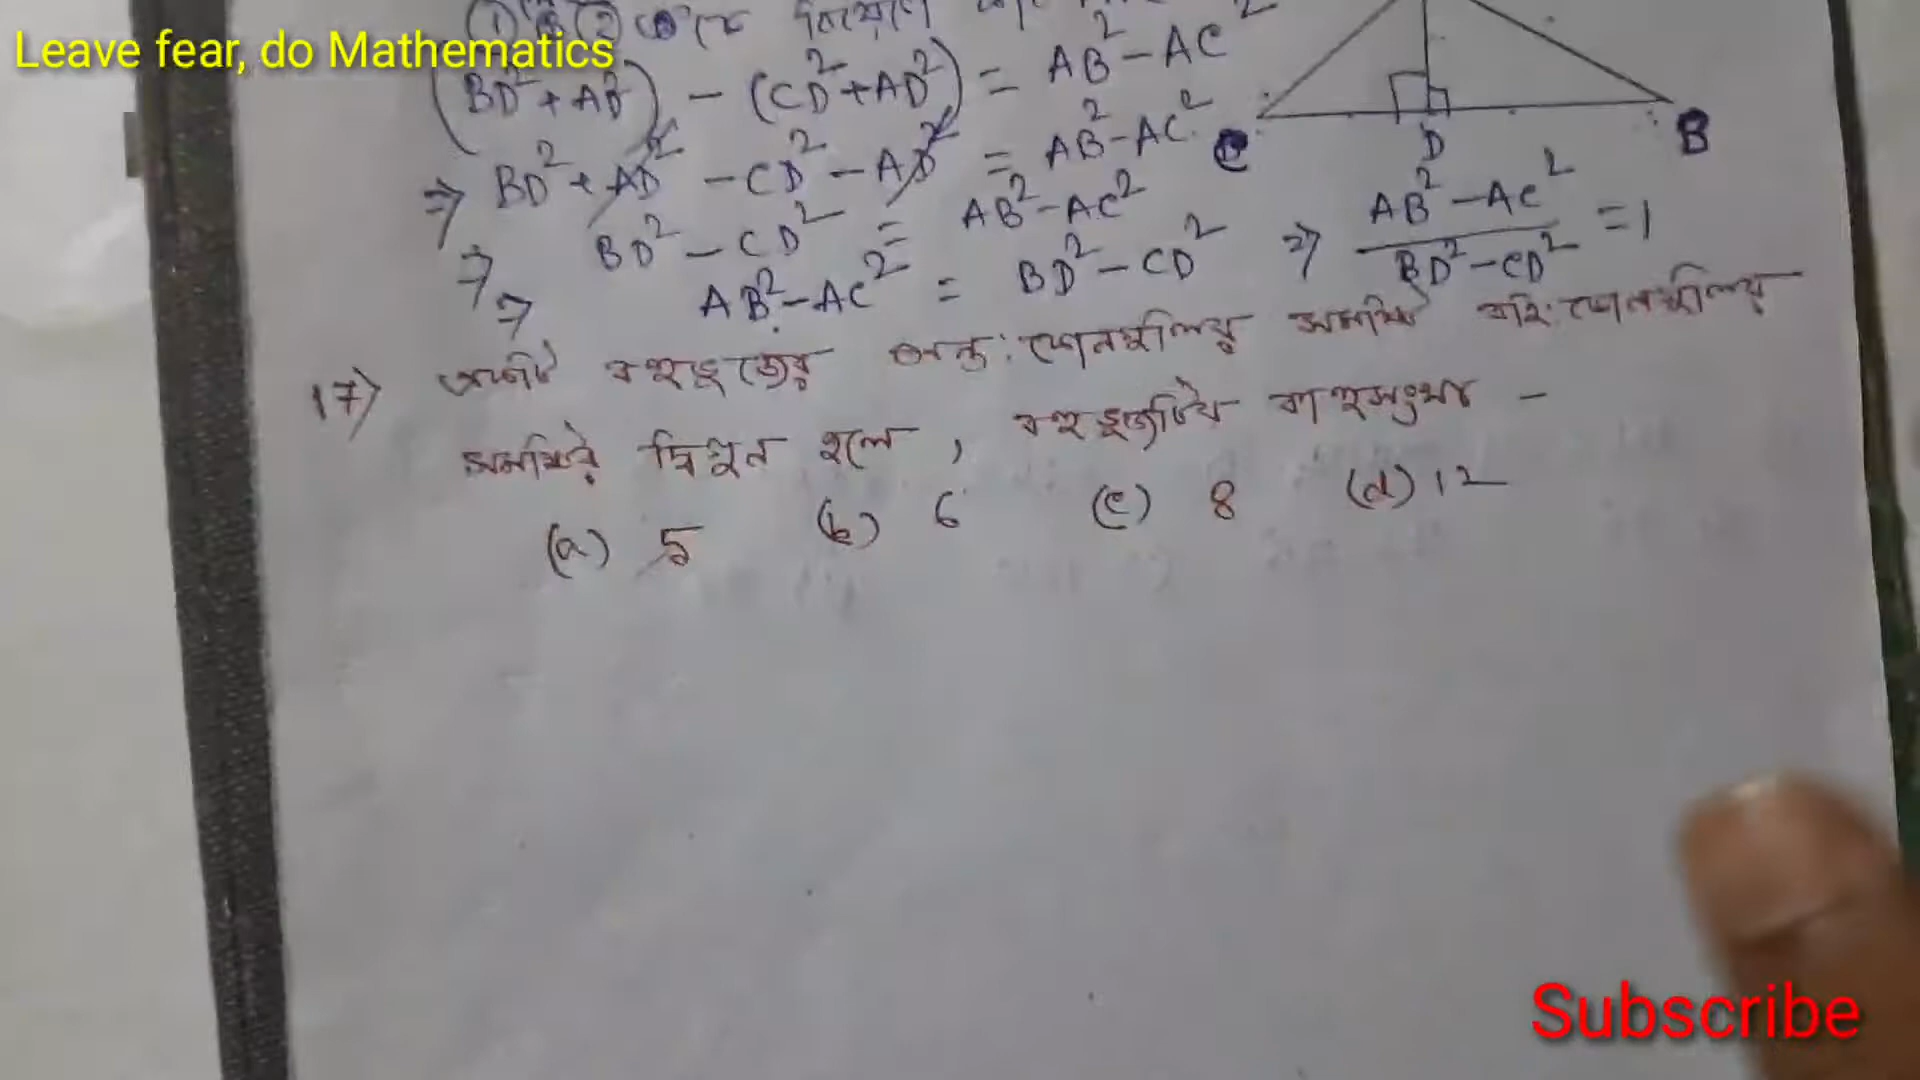 Leave fear, do Mathematics
(BD²+AD²) - (CD²+AD²) = AB²-AC²
⇒ BD²+AD² - CD² - AD² = AB²-AC²
⇒ BD² - CD² = AB²-AC²
⇒ AB²-AC² = BD²-CD² ⇒ (AB²-AC²)/(BD²-CD²) = 1
C D B
17) একটি বহুভুজের অন্তঃকোনগুলির সমষ্টি বহিঃকোনগুলির
সমষ্টির দ্বিগুন হলে, বহুভুজটির বাহুসংখ্যা -
(a) 5 (b) 6 (c) 8 (d) 12
Subscribe